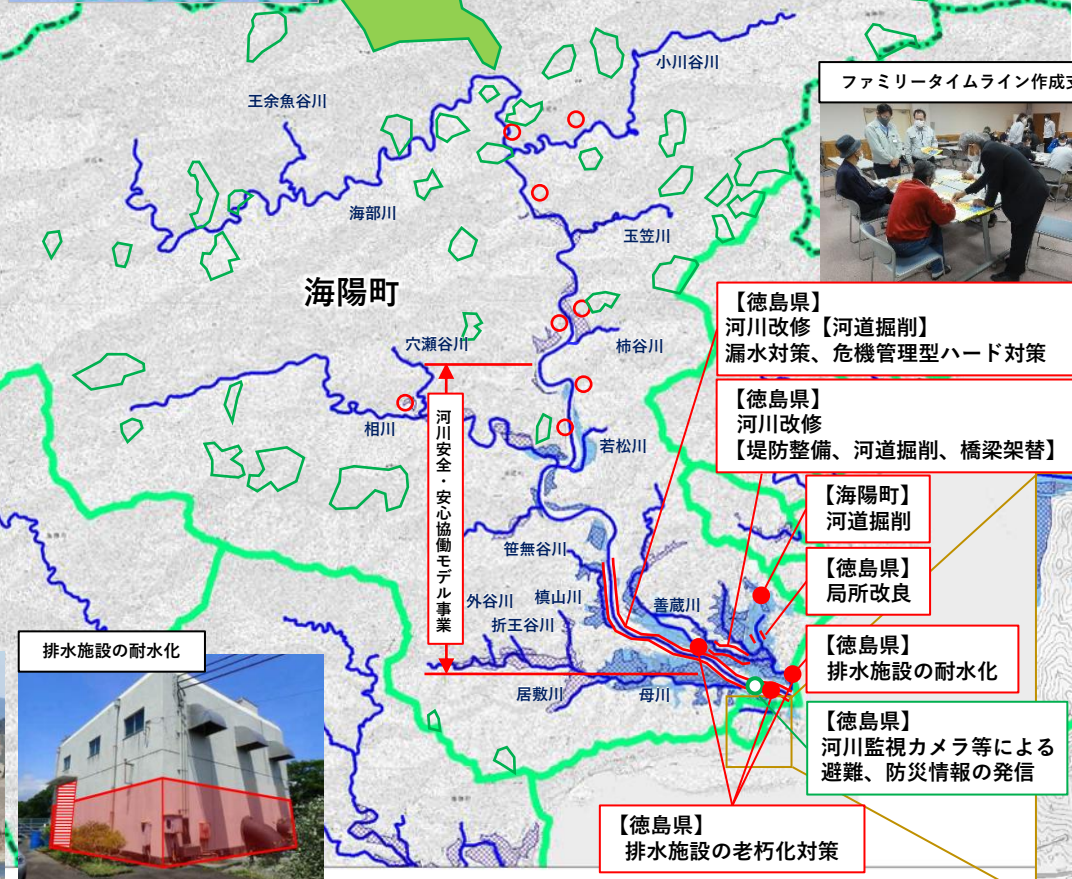 小川谷川
ファミリータイムライン作成支
王余魚谷川
海部川
玉笠川
海陽町
【徳島県】
河川改修【河道掘削】
漏水対策、危機管理型ハード対策
穴瀬谷川
柿谷川
【徳島県】
河川改修
【堤防整備、河道掘削、橋梁架替】
河川安全・安心協働モデル事業
相川
若松川
【海陽町】
河道掘削
笹無谷川
【徳島県】
局所改良
外谷川
槙山川
善蔵川
折王谷川
排水施設の耐水化
【徳島県】
排水施設の耐水化
居敷川
母川
【徳島県】
河川監視カメラ等による
避難、防災情報の発信
【徳島県】
排水施設の老朽化対策